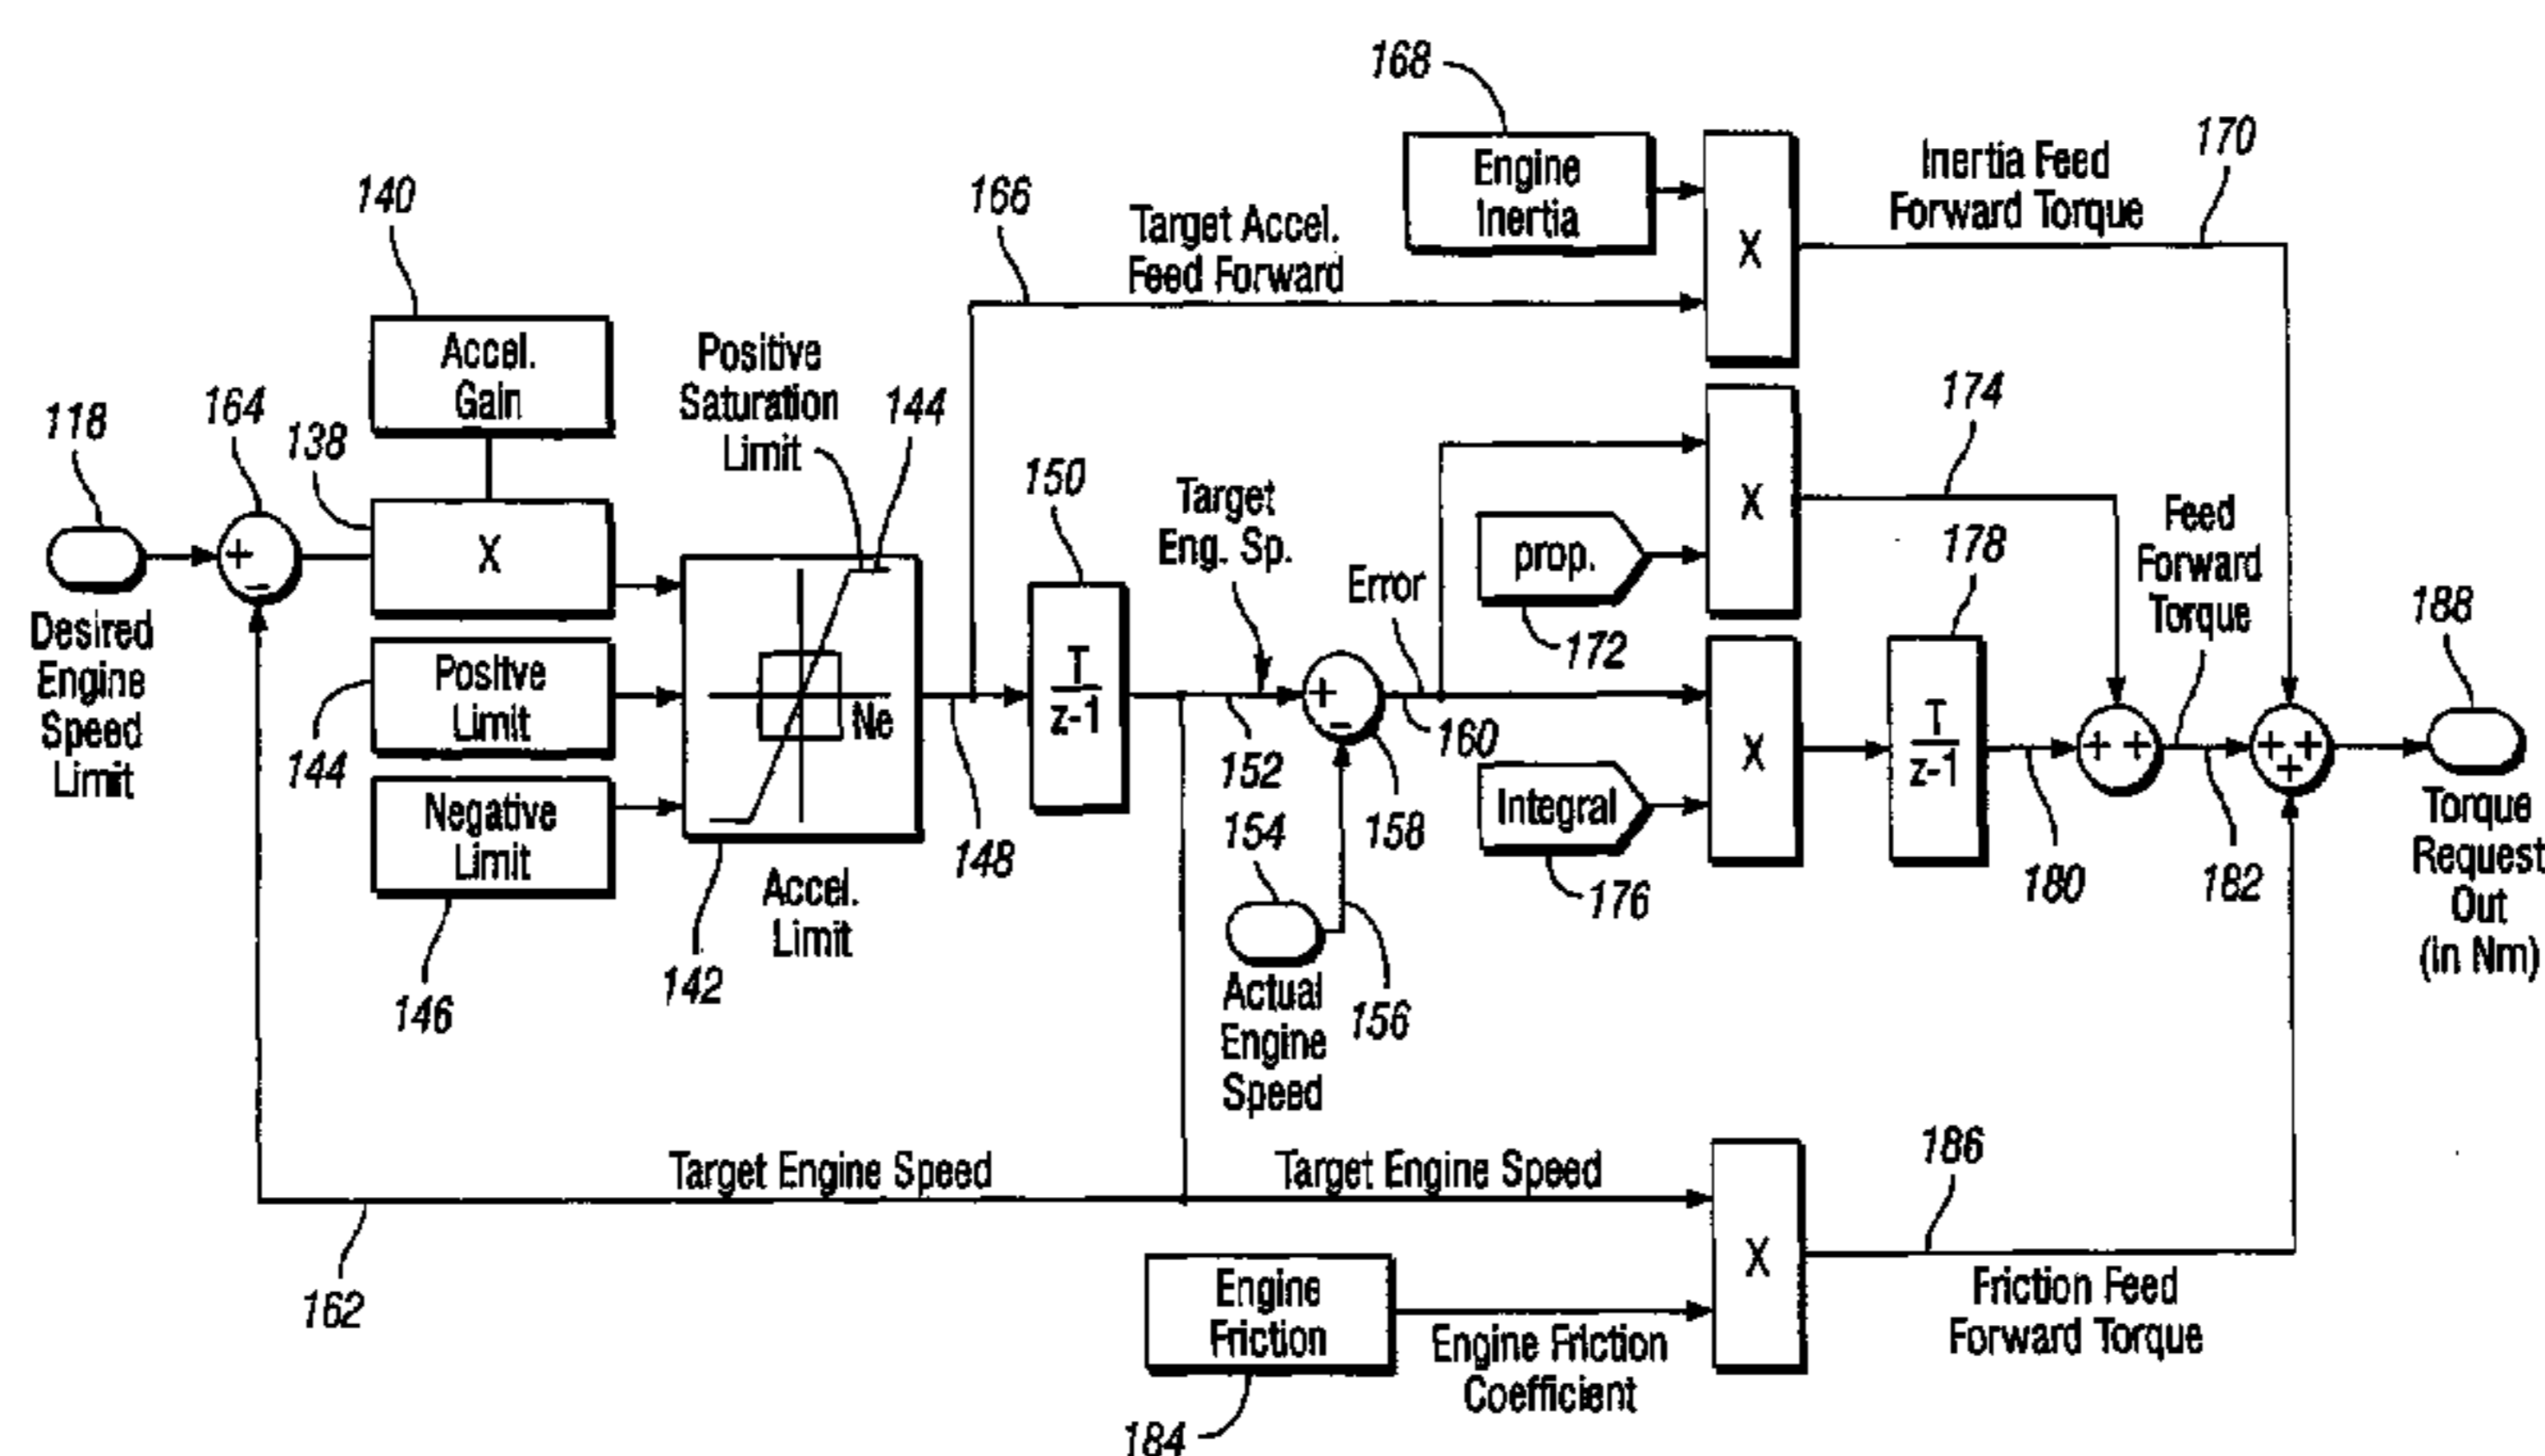 168
Engine
Inertia
X
Inertia Feed
Forward Torque
170
140
166
Target Accel.
Feed Forward
Accel.
Gain
Positive
Saturation
Limit
144
174
118
164
138
X
150
Target
Eng. Sp.
Error
prop.
172
X
178
Feed
Forward
Torque
188
+
-
Desired
Engine
Speed
Limit
Positve
Limit
144
Negative
Limit
146
Ne
142
Accel.
Limit
148
T
z-1
152
+
-
158
160
154
156
Actual
Engine
Speed
Integral
176
X
T
z-1
180
+ +
182
+ +
+
Torque
Request
Out
(in Nm)
Target Engine Speed
162
Target Engine Speed
X
186
Engine
Friction
184
Engine Friction
Coefficient
Friction Feed
Forward Torque